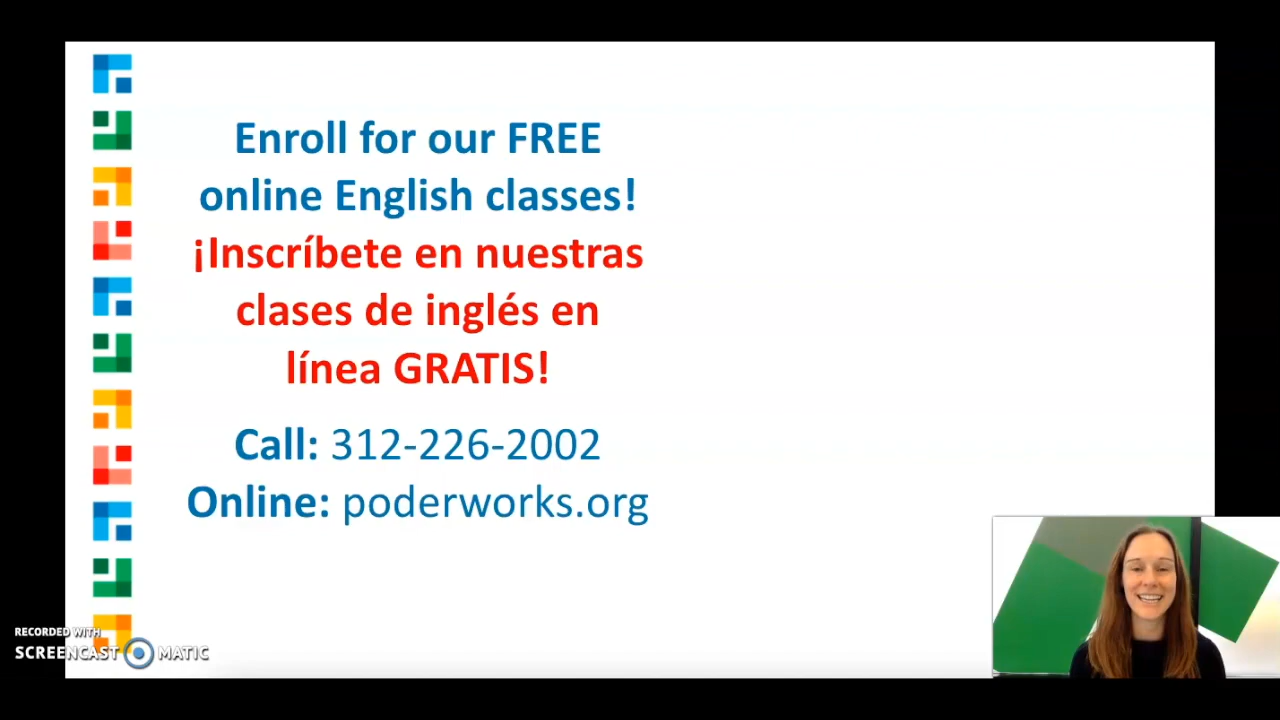 Enroll for our FREE
online English classes!
¡Inscríbete en nuestras
clases de inglés en
línea GRATIS!
Call: 312-226-2002
Online: poderworks.org
RECORDED WITH
SCREENCAST MATIC